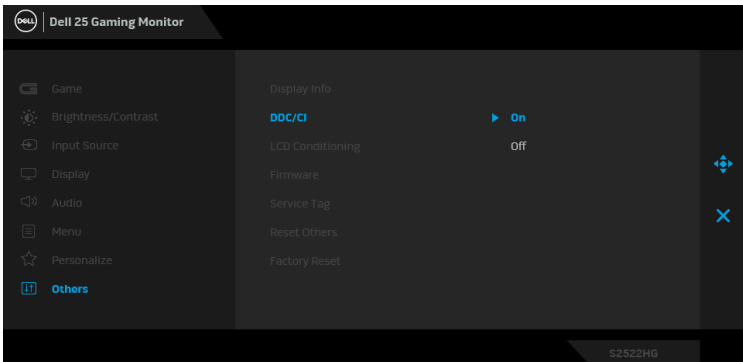 DELL Dell 25 Gaming Monitor
Game
Display Info
Brightness/Contrast
DDC/CI
On
Input Source
LCD Conditioning
Off
Display
Firmware
Audio
Service Tag
Menu
Reset Others
Personalize
Factory Reset
Others
S2522HG